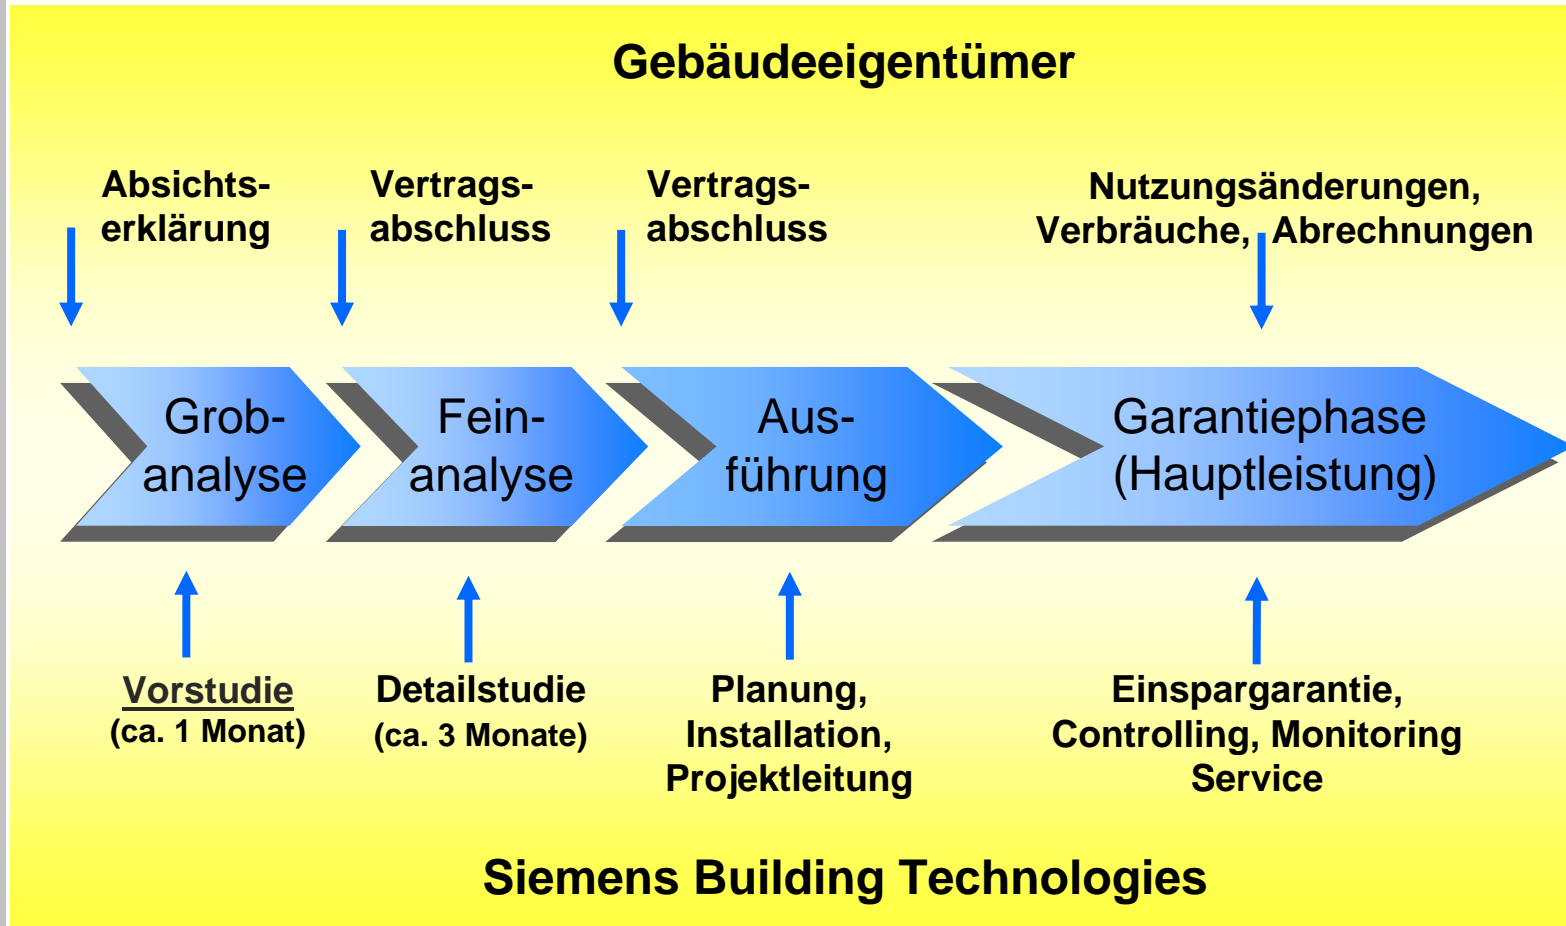 Gebäudeeigentümer
Absichts-
erklärung
Vertrags-
abschluss
Vertrags-
abschluss
Nutzungsänderungen,
Verbräuche, Abrechnungen
Grob-
analyse
Fein-
analyse
Aus-
führung
Garantiephase
(Hauptleistung)
Vorstudie
(ca. 1 Monat)
Detailstudie
(ca. 3 Monate)
Planung,
Installation,
Projektleitung
Einspargarantie,
Controlling, Monitoring
Service
Siemens Building Technologies